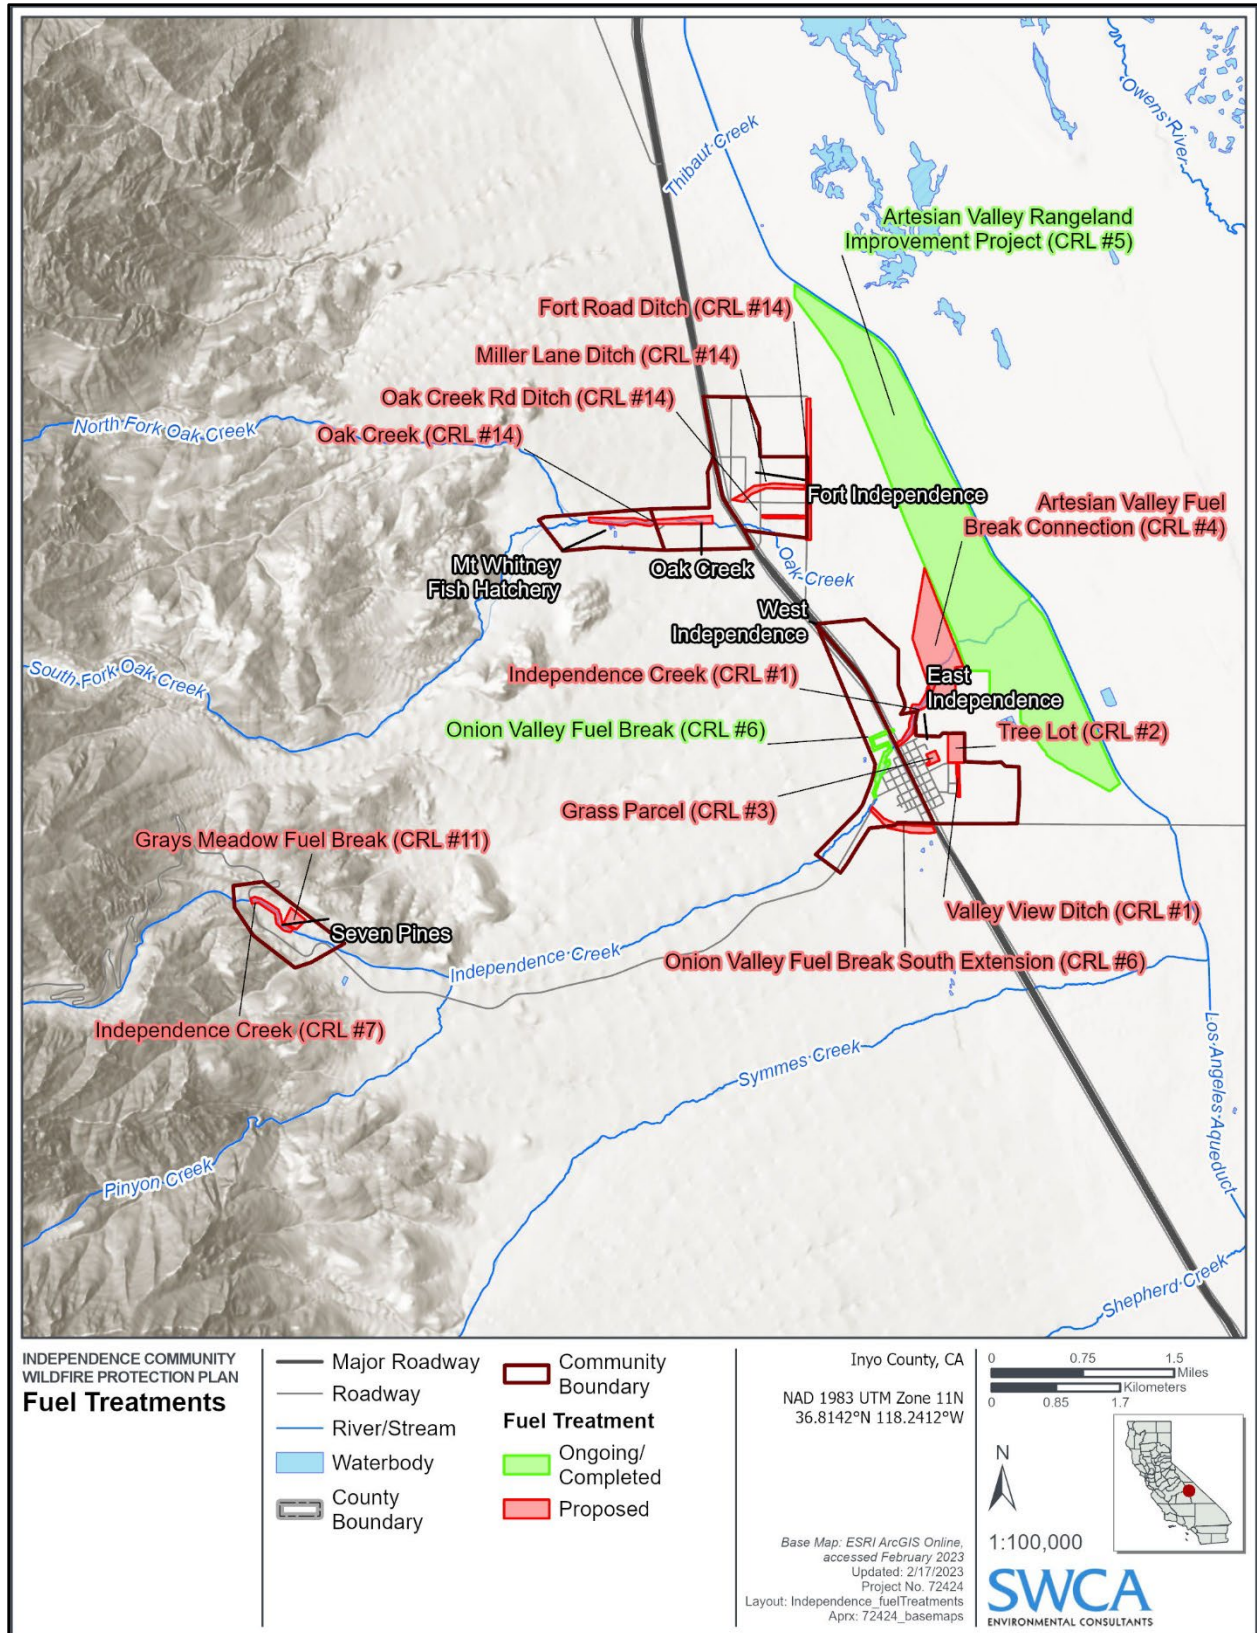 Owens River
Thibaut Creek
Artesian Valley Rangeland
Improvement Project (CRL #5)
Fort Road Ditch (CRL #14)
Miller Lane Ditch (CRL #14)
Oak Creek Rd Ditch (CRL #14)
North Fork Oak Creek
Oak Creek (CRL #14)
Fort Independence
Artesian Valley Fuel
Break Connection (CRL #4)
Mt Whitney
Fish Hatchery
Oak Creek
Oak Creek
West
Independence
South Fork Oak Creek
Independence Creek (CRL #1)
East
Independence
Onion Valley Fuel Break (CRL #6)
Tree Lot (CRL #2)
Grass Parcel (CRL #3)
Grays Meadow Fuel Break (CRL #11)
Valley View Ditch (CRL #1)
Seven Pines
Independence Creek
Onion Valley Fuel Break South Extension (CRL #6)
Independence Creek (CRL #7)
Symmes Creek
Los Angeles Aqueduct
Pinyon Creek
Shepherd Creek
INDEPENDENCE COMMUNITY
WILDFIRE PROTECTION PLAN
Fuel Treatments
Major Roadway
Roadway
River/Stream
Waterbody
County
Boundary
Community
Boundary
Fuel Treatment
Ongoing/
Completed
Proposed
Inyo County, CA
NAD 1983 UTM Zone 11N
36.8142°N 118.2412°W
Base Map: ESRI ArcGIS Online,
accessed February 2023
Updated: 2/17/2023
Project No. 72424
Layout: Independence_fuelTreatments
Aprx: 72424_basemaps
0 0.75 1.5
Miles
Kilometers
0 0.85 1.7
N
1:100,000
SWCA
ENVIRONMENTAL CONSULTANTS